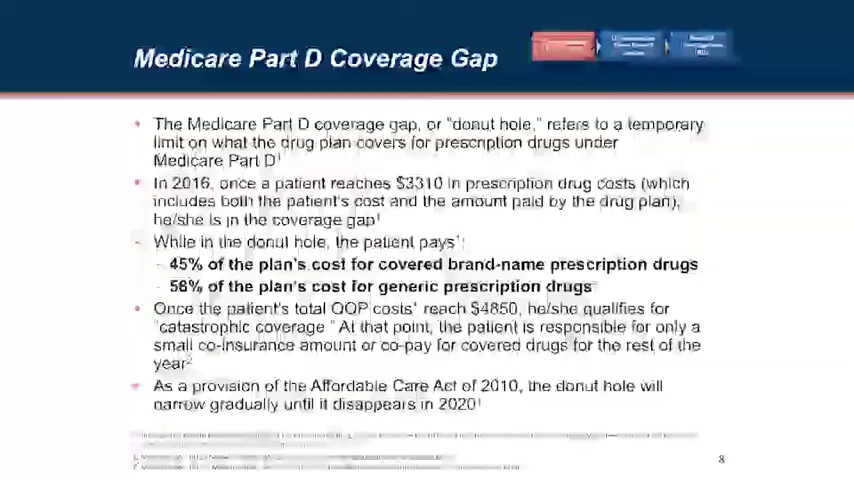 Medicare Part D Coverage Gap
• The Medicare Part D coverage gap, or "donut hole," refers to a temporary
limit on what the drug plan covers for prescription drugs under
Medicare Part D¹
• In 2016, once a patient reaches $3310 in prescription drug costs (which
includes both the patient's cost and the amount paid by the drug plan),
he/she is in the coverage gap¹
• While in the donut hole, the patient pays¹:
- 45% of the plan's cost for covered brand-name prescription drugs
- 58% of the plan's cost for generic prescription drugs
• Once the patient's total OOP costs* reach $4850, he/she qualifies for
"catastrophic coverage." At that point, the patient is responsible for only a
small co-insurance amount or co-pay for covered drugs for the rest of the
year²
• As a provision of the Affordable Care Act of 2010, the donut hole will
narrow gradually until it disappears in 2020¹
8